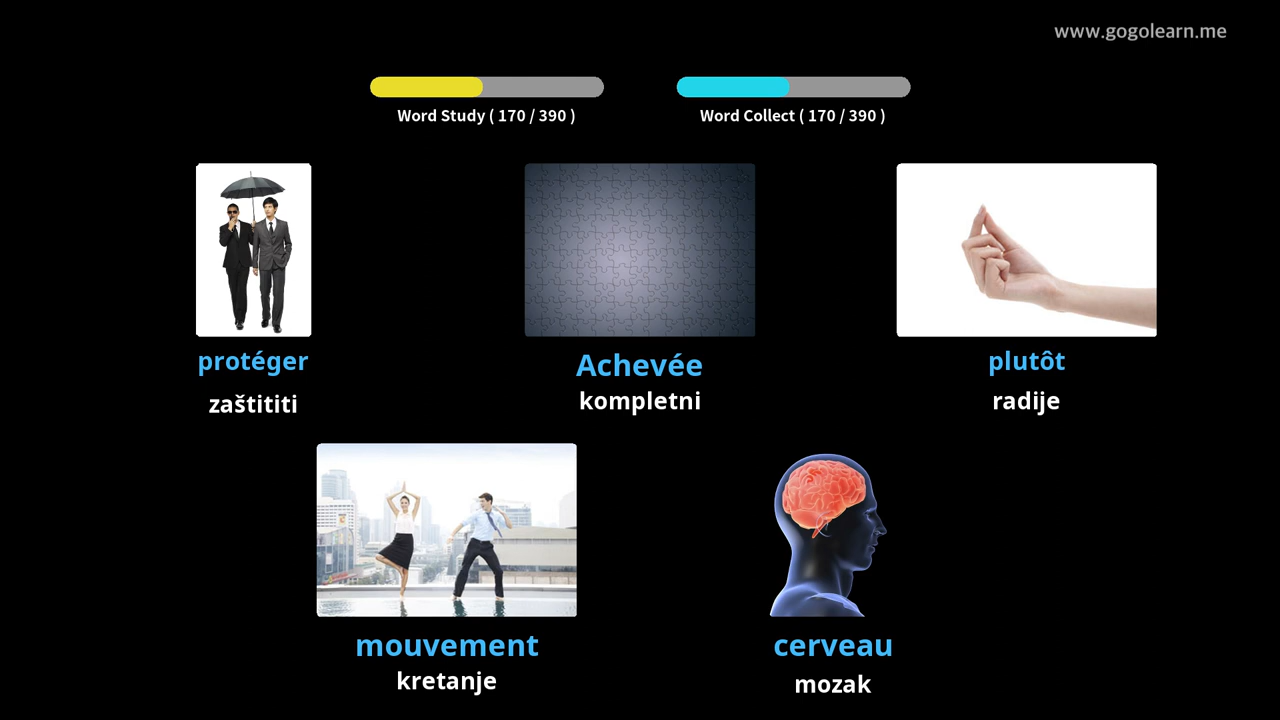 www.gogolearn.me
Word Study ( 170 / 390 )
Word Collect ( 170 / 390 )
protéger
zaštititi
Achevée
kompletni
plutôt
radije
mouvement
kretanje
cerveau
mozak